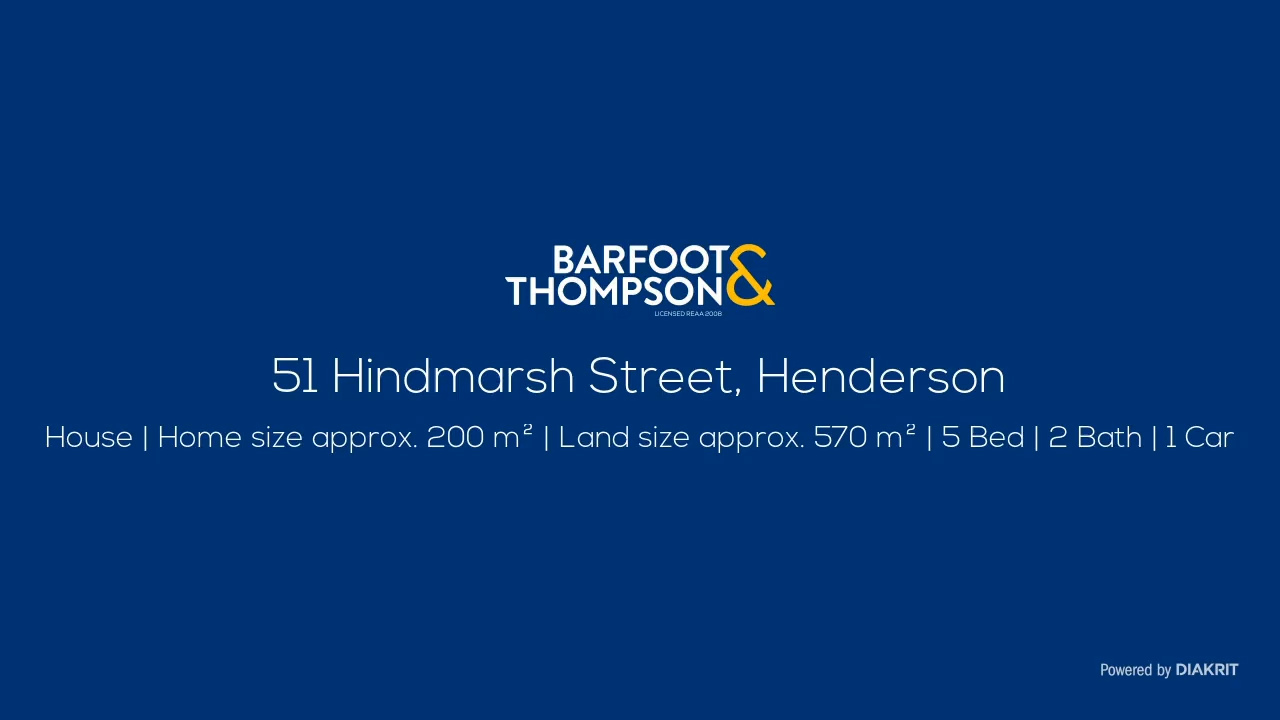 BARFOOT &
THOMPSON
LICENSED REAA 2008
51 Hindmarsh Street, Henderson
House | Home size approx. 200 m² | Land size approx. 570 m² | 5 Bed | 2 Bath | 1 Car
Powered by DIAKRIT